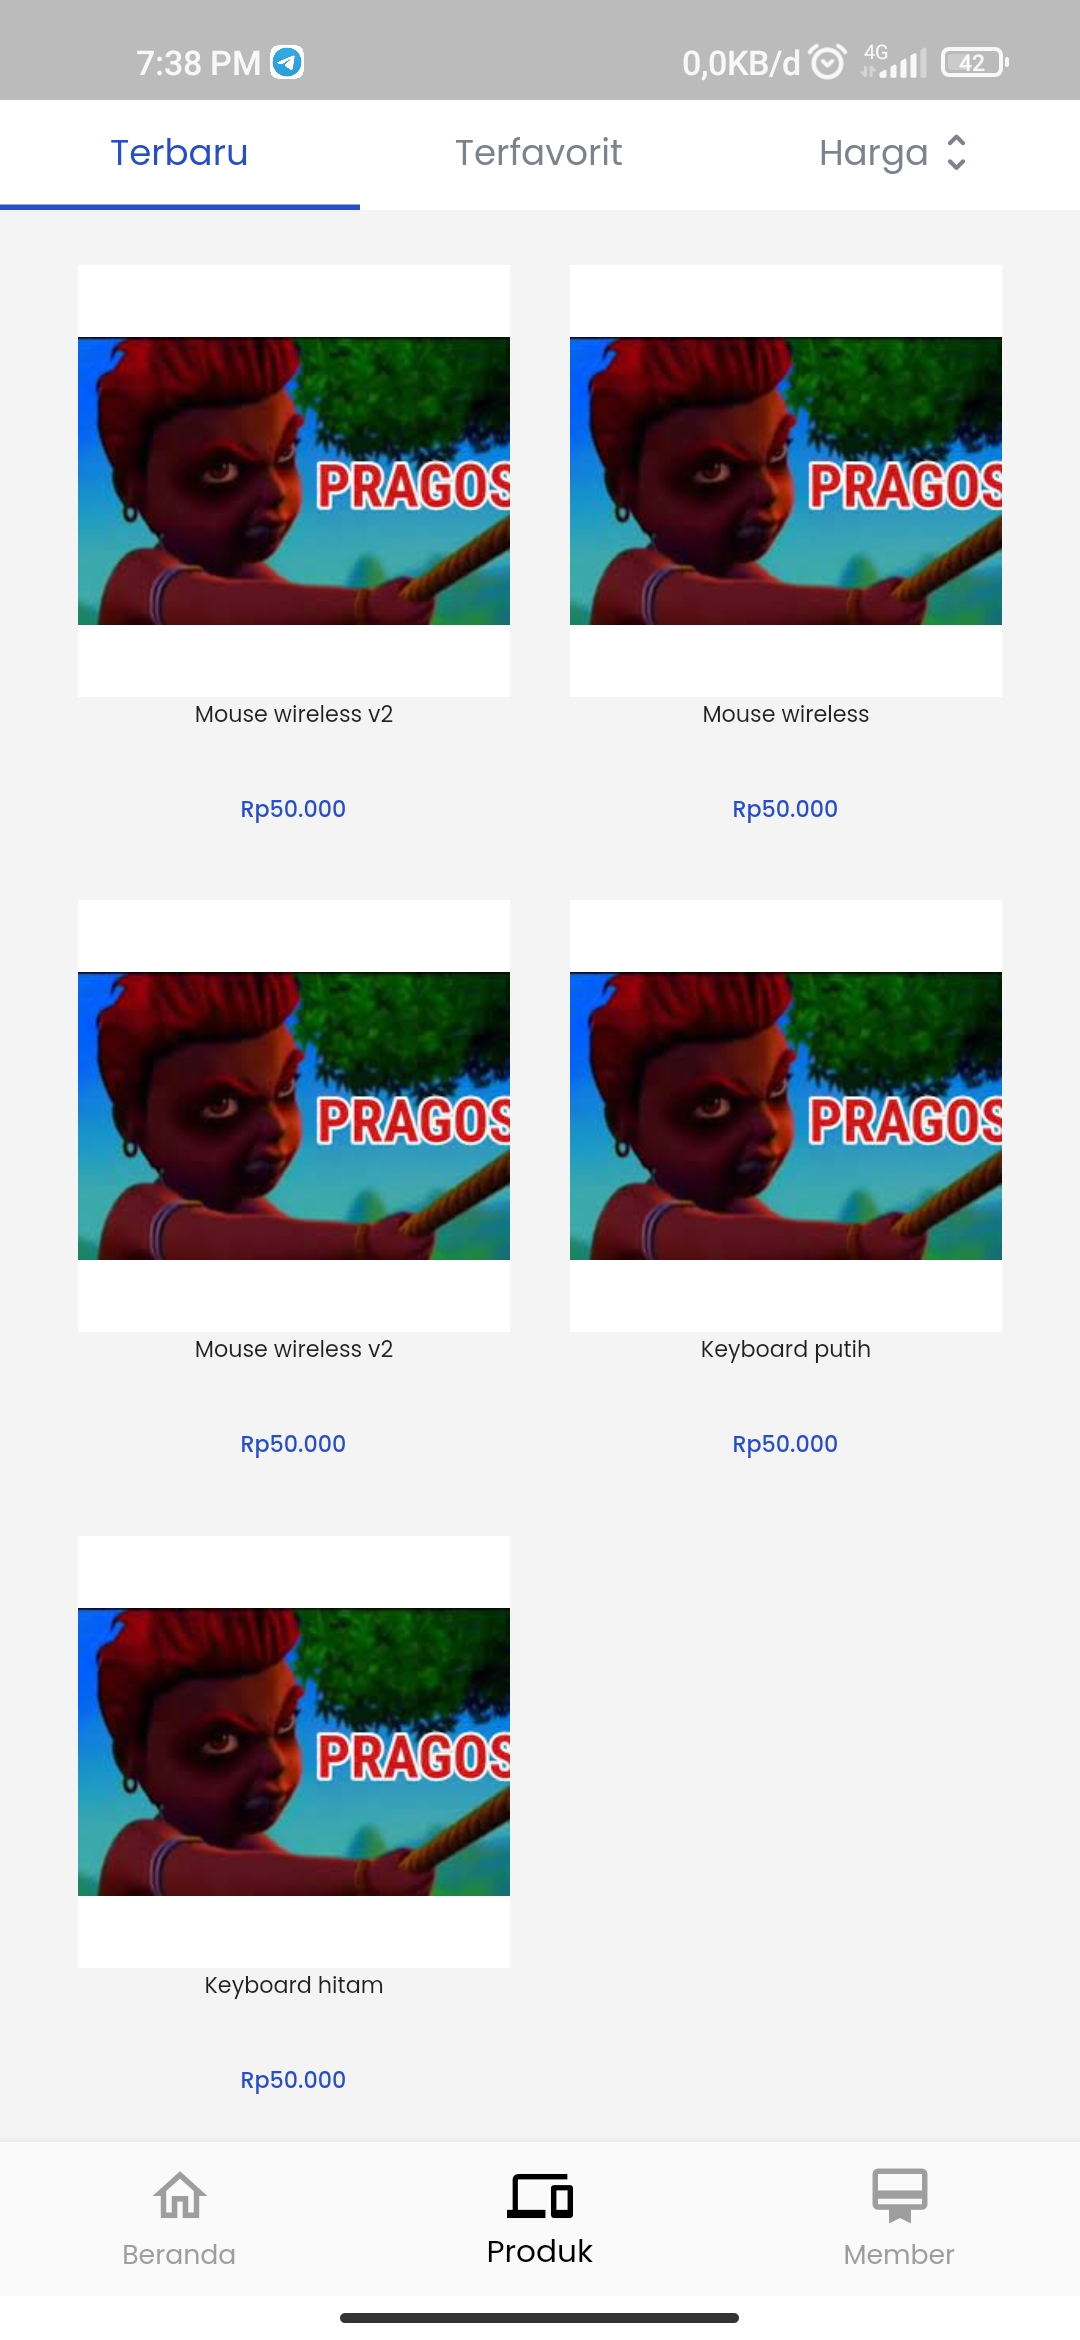 7:38 PM 0,0KB/d 4G 42
Terbaru Terfavorit Harga
PRAGOS PRAGOS
Mouse wireless v2 Mouse wireless
Rp50.000 Rp50.000
PRAGOS PRAGOS
Mouse wireless v2 Keyboard putih
Rp50.000 Rp50.000
PRAGOS
Keyboard hitam
Rp50.000
Beranda Produk Member